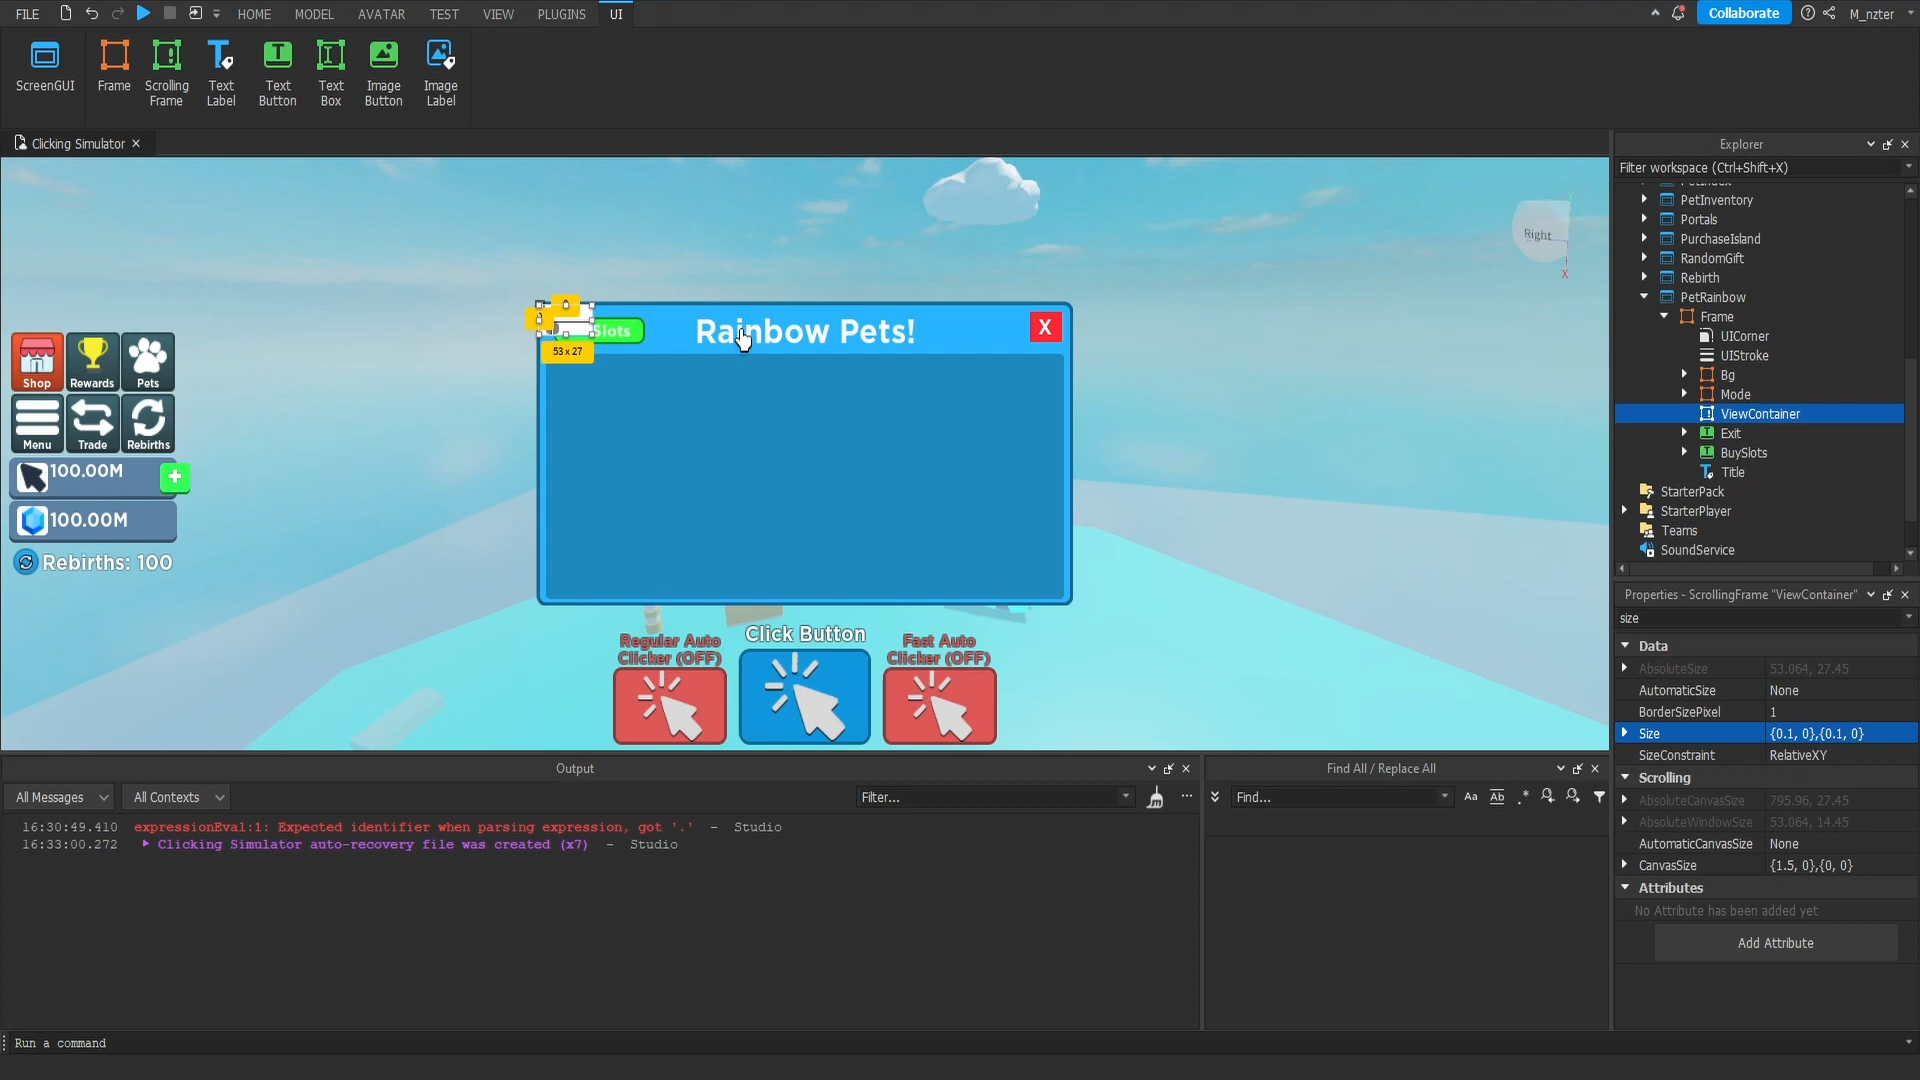 FILE HOME MODEL AVATAR TEST VIEW PLUGINS UI Collaborate M_nzter
ScreenGUI Frame Scrolling Frame Text Label Text Button Text Box Image Button Image Label
Clicking Simulator
Right
Slots
Rainbow Pets!
X
53 x 27
Shop Rewards Pets
Menu Trade Rebirths
100.00M +
100.00M
Rebirths: 100
Regular Auto Clicker (OFF)
Click Button
Fast Auto Clicker (OFF)
Explorer
Filter workspace (Ctrl+Shift+X)
PetInventory
Portals
PurchaseIsland
RandomGift
Rebirth
PetRainbow
Frame
UICorner
UIStroke
Bg
Mode
ViewContainer
Exit
BuySlots
Title
StarterPack
StarterPlayer
Teams
SoundService
Properties - ScrollingFrame "ViewContainer"
size
Data
AbsoluteSize 53.064, 27.45
AutomaticSize None
BorderSizePixel 1
Size {0.1, 0},{0.1, 0}
SizeConstraint RelativeXY
Scrolling
AbsoluteCanvasSize 795.96, 27.45
AbsoluteWindowSize 53.064, 14.45
AutomaticCanvasSize None
CanvasSize {1.5, 0},{0, 0}
Attributes
No Attribute has been added yet
Add Attribute
Output
All Messages All Contexts Filter...
16:30:49.410 expressionEval:1: Expected identifier when parsing expression, got '.' - Studio
16:33:00.272 Clicking Simulator auto-recovery file was created (x7) - Studio
Find All / Replace All
Find... Aa Ab .*
Run a command